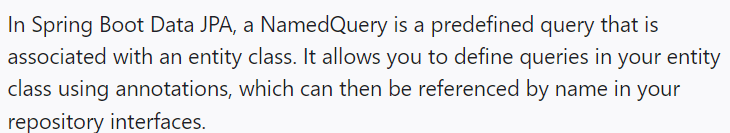 In Spring Boot Data JPA, a NamedQuery is a predefined query that is
associated with an entity class. It allows you to define queries in your entity
class using annotations, which can then be referenced by name in your
repository interfaces.